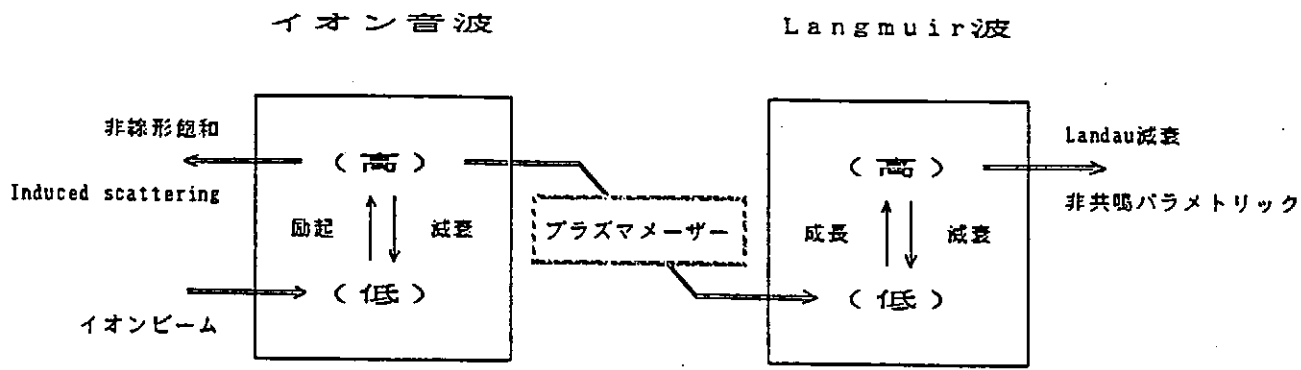 イオン音波
Langmuir波
非線形飽和
Induced scattering
(高)
励起
減衰
(低)
イオンビーム
プラズマメーザー
(高)
成長
減衰
(低)
Landau減衰
非共鳴パラメトリック